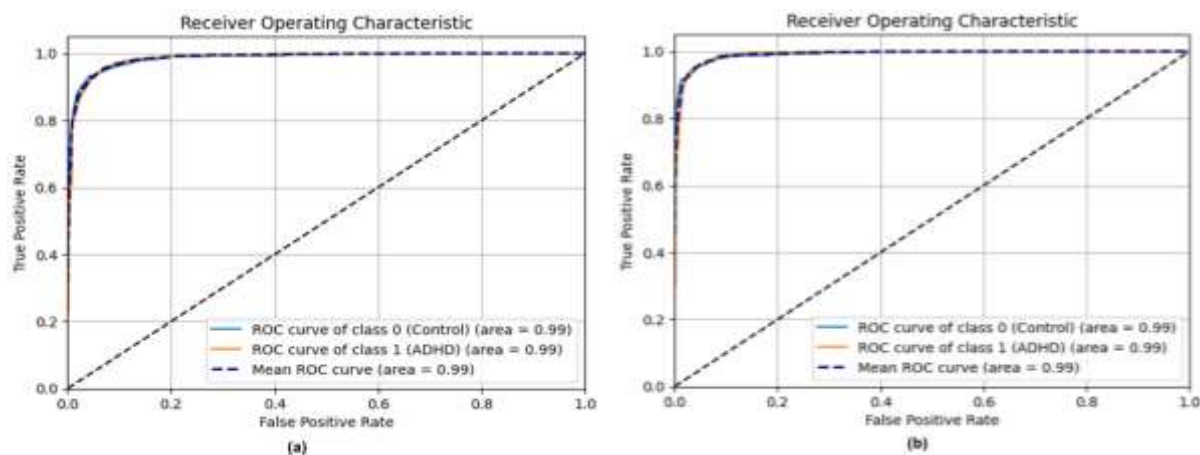 Receiver Operating Characteristic
1.0
0.8
0.6
0.4
0.2
0.0
True Positive Rate
ROC curve of class 0 (Control) (area = 0.99)
ROC curve of class 1 (ADHD) (area = 0.99)
Mean ROC curve (area = 0.99)
0.0 0.2 0.4 0.6 0.8 1.0
False Positive Rate
(a)
Receiver Operating Characteristic
1.0
0.8
0.6
0.4
0.2
0.0
True Positive Rate
ROC curve of class 0 (Control) (area = 0.99)
ROC curve of class 1 (ADHD) (area = 0.99)
Mean ROC curve (area = 0.99)
0.0 0.2 0.4 0.6 0.8 1.0
False Positive Rate
(b)